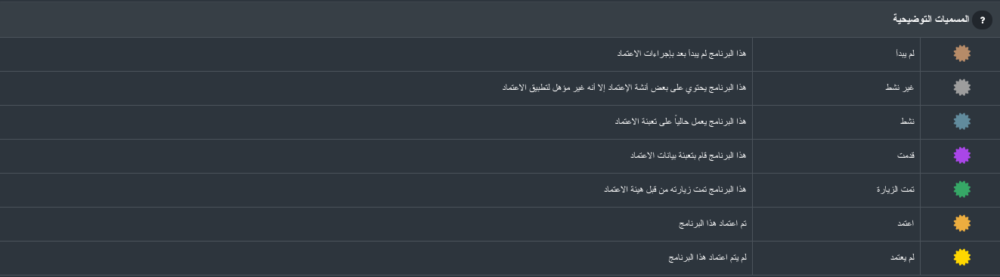 ? المسميات التوضيحية
لم يبدأ هذا البرنامج لم يبدأ بعد بإجراءات الاعتماد
غير نشط هذا البرنامج يحتوي على بعض أنشة الإعتماد إلا أنه غير مؤهل لتطبيق الاعتماد
نشط هذا البرنامج يعمل حالياً على تعبئة الاعتماد
قدمت هذا البرنامج قام بتعبئة بيانات الاعتماد
تمت الزيارة هذا البرنامج تمت زيارته من قبل هيئة الاعتماد
اعتمد تم اعتماد هذا البرنامج
لم يعتمد لم يتم اعتماد هذا البرنامج